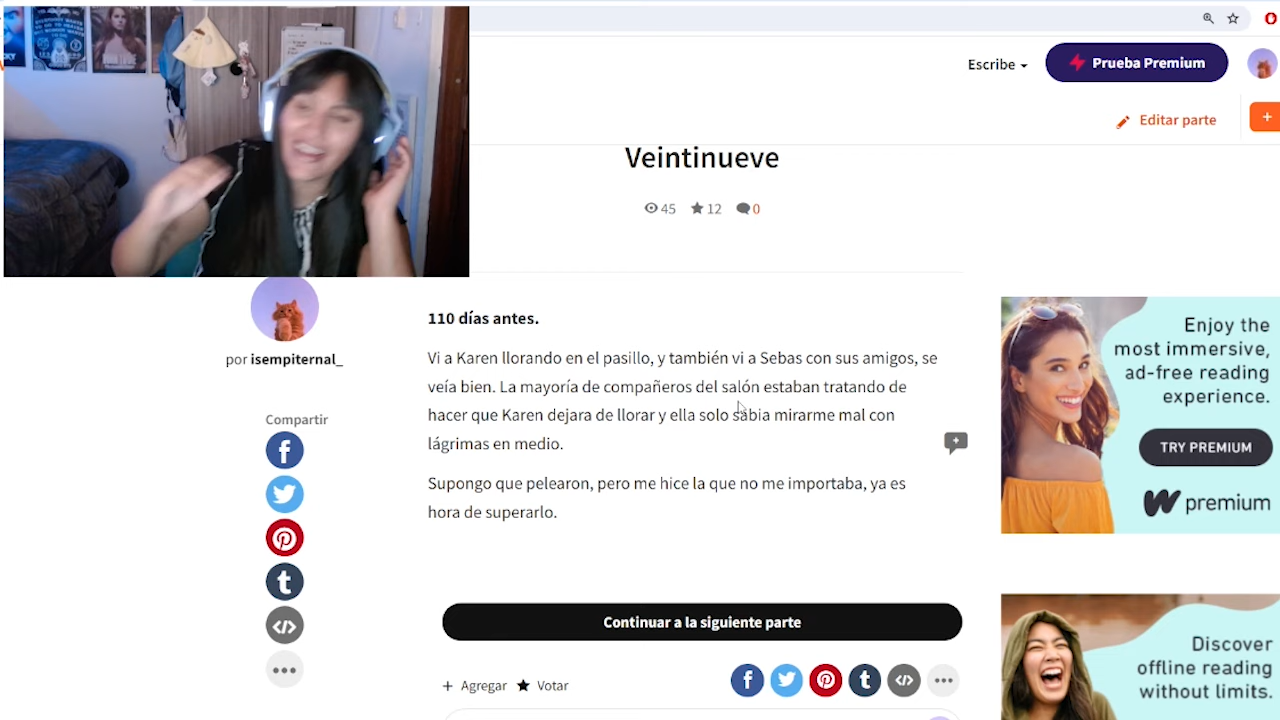 Escribe
Prueba Premium
Editar parte
+
Veintinueve
45 12 0
por isempiternal_
Compartir
110 días antes.
Vi a Karen llorando en el pasillo, y también vi a Sebas con sus amigos, se
veía bien. La mayoría de compañeros del salón estaban tratando de
hacer que Karen dejara de llorar y ella solo sabia mirarme mal con
lágrimas en medio.
Supongo que pelearon, pero me hice la que no me importaba, ya es
hora de superarlo.
Continuar a la siguiente parte
+ Agregar
Votar
Enjoy the
most immersive,
ad-free reading
experience.
TRY PREMIUM
premium
Discover
offline reading
without limits.